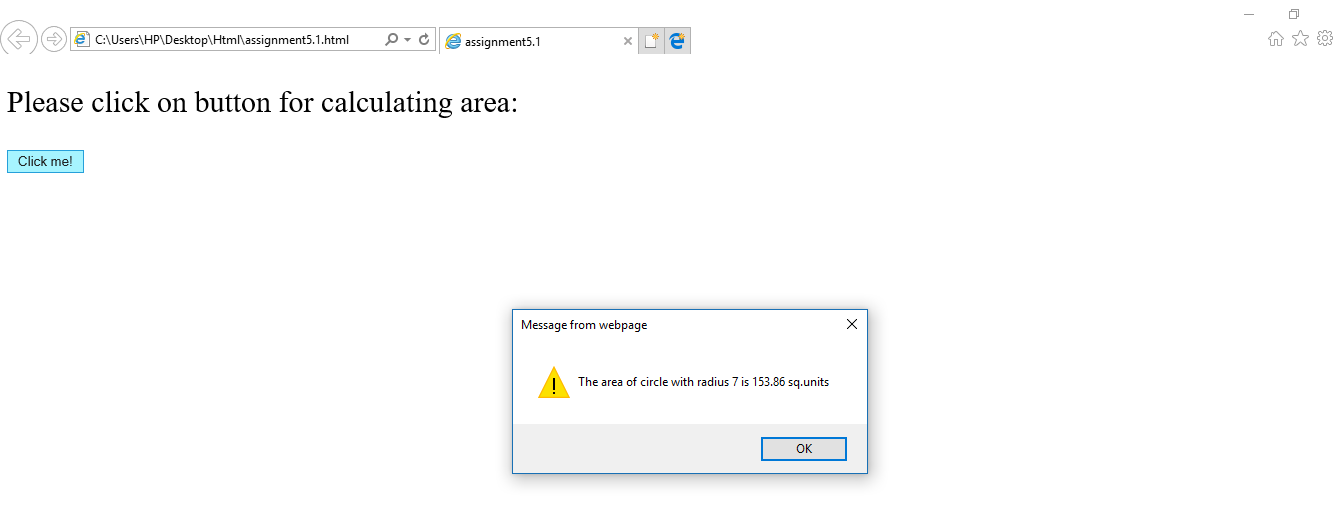 C:\Users\HP\Desktop\Html\assignment5.1.html
assignment5.1
Please click on button for calculating area:
Click me!
Message from webpage
The area of circle with radius 7 is 153.86 sq.units
OK